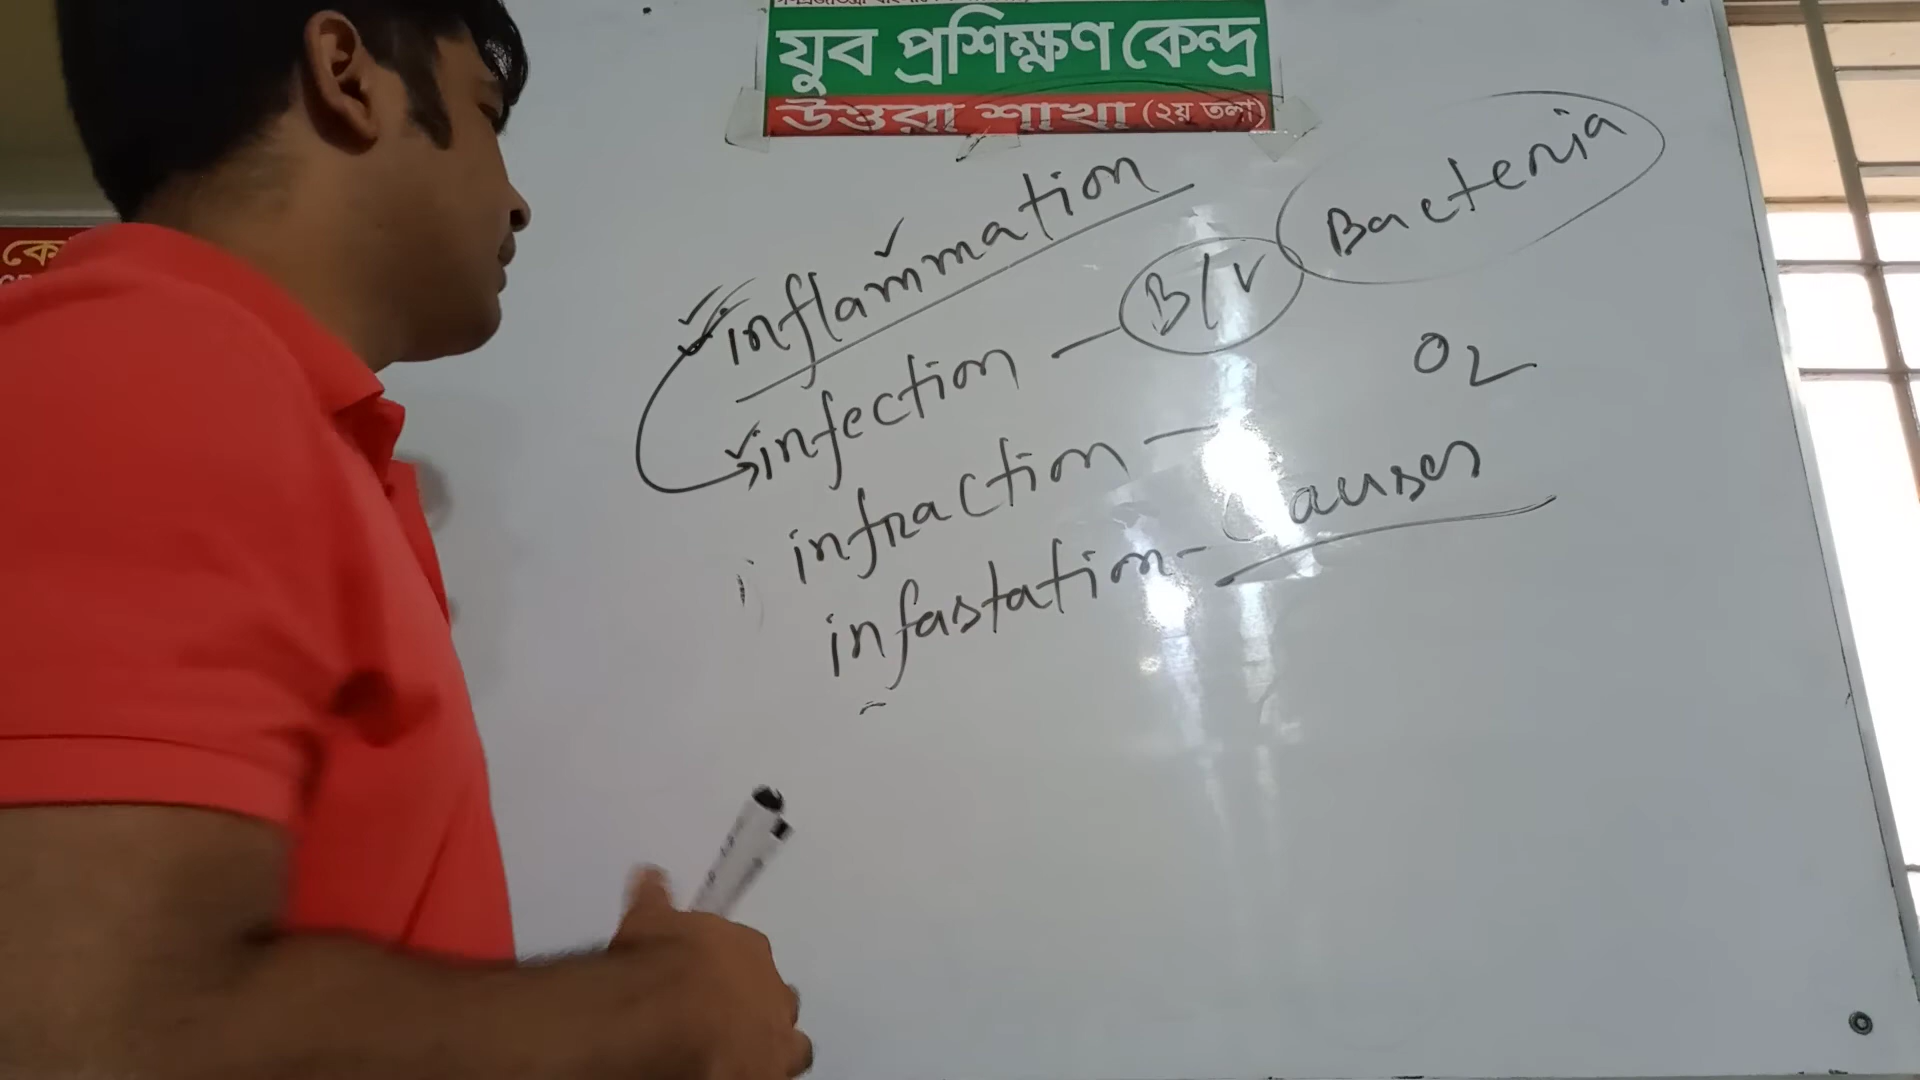 যুব প্রশিক্ষণ কেন্দ্র
উত্তরা শাখা (২য় তলা)
inflammation
Bacteria
infection - B/V
O2
infraction -
infastation - Causes
কে